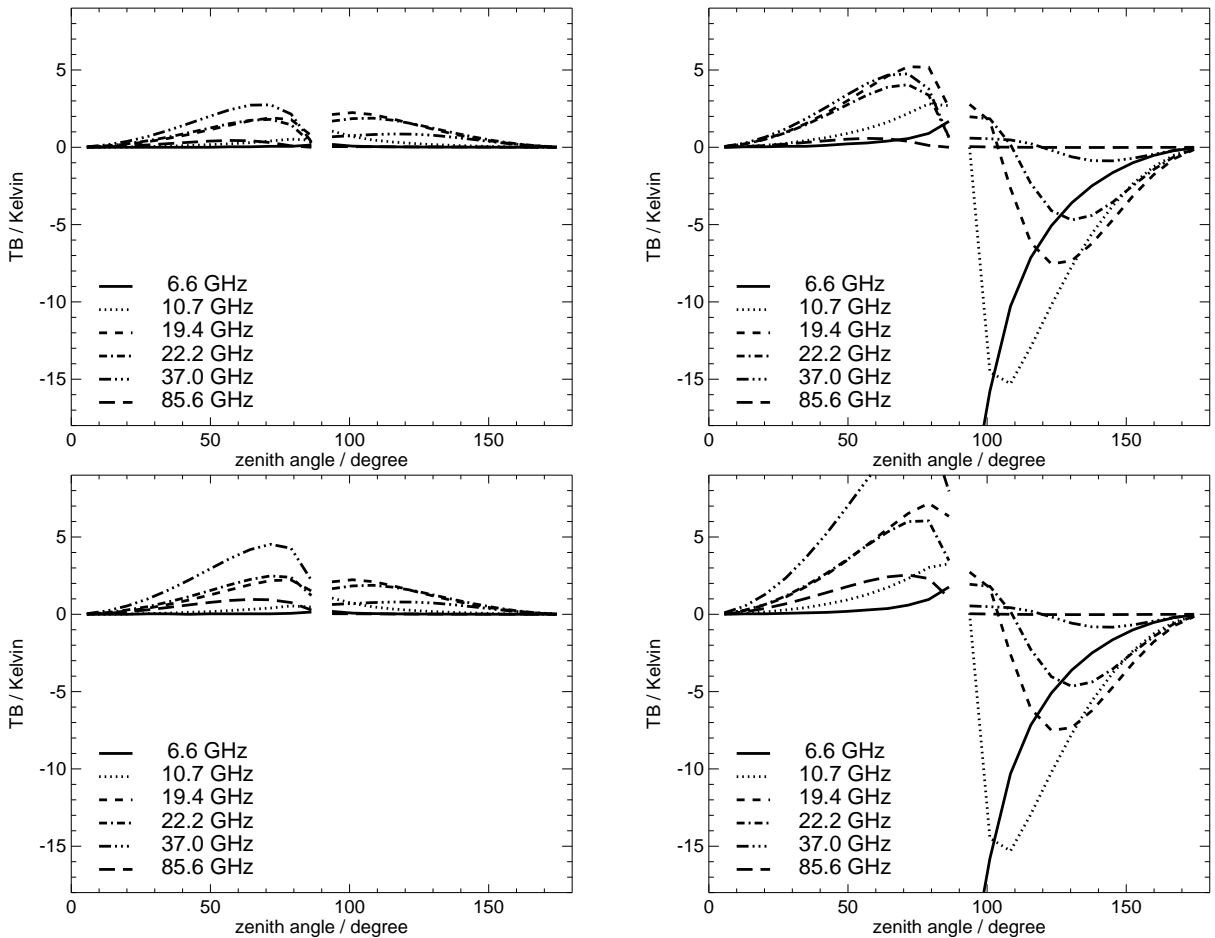 5
0
-5
-10
-15
TB / Kelvin
6.6 GHz
10.7 GHz
19.4 GHz
22.2 GHz
37.0 GHz
85.6 GHz
0 50 100 150
zenith angle / degree
5
0
-5
-10
-15
TB / Kelvin
6.6 GHz
10.7 GHz
19.4 GHz
22.2 GHz
37.0 GHz
85.6 GHz
0 50 100 150
zenith angle / degree
5
0
-5
-10
-15
TB / Kelvin
6.6 GHz
10.7 GHz
19.4 GHz
22.2 GHz
37.0 GHz
85.6 GHz
0 50 100 150
zenith angle / degree
5
0
-5
-10
-15
TB / Kelvin
6.6 GHz
10.7 GHz
19.4 GHz
22.2 GHz
37.0 GHz
85.6 GHz
0 50 100 150
zenith angle / degree